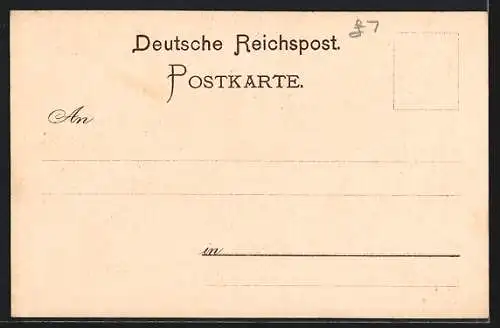 Deutsche Reichspost.
POSTKARTE.
An
in